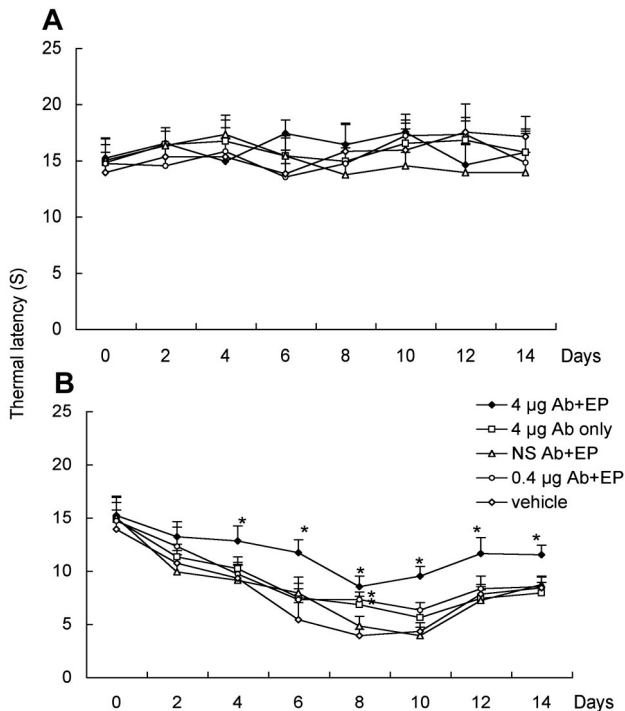 A
25
20
15
10
5
0
0 2 4 6 8 10 12 14 Days
Thermal latency (S)
B
25
20
15
10
5
0
4 µg Ab+EP
4 µg Ab only
NS Ab+EP
0.4 µg Ab+EP
vehicle
* * * * * * * *
0 2 4 6 8 10 12 14 Days